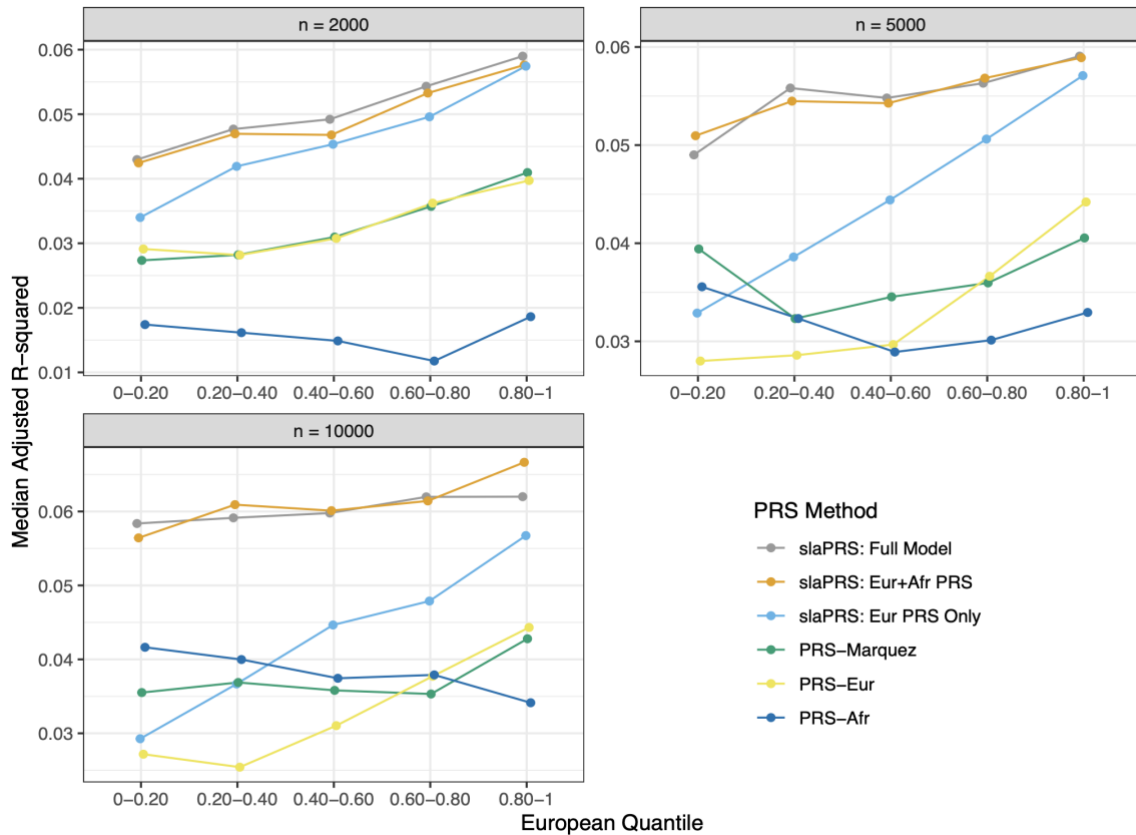 n = 2000
0.06
0.05
0.04
0.03
0.02
0.01
0−0.20 0.20−0.40 0.40−0.60 0.60−0.80 0.80−1
n = 5000
0.06
0.05
0.04
0.03
0−0.20 0.20−0.40 0.40−0.60 0.60−0.80 0.80−1
n = 10000
0.06
0.05
0.04
0.03
0−0.20 0.20−0.40 0.40−0.60 0.60−0.80 0.80−1
Median Adjusted R−squared
European Quantile
PRS Method
slaPRS: Full Model
slaPRS: Eur+Afr PRS
slaPRS: Eur PRS Only
PRS−Marquez
PRS−Eur
PRS−Afr